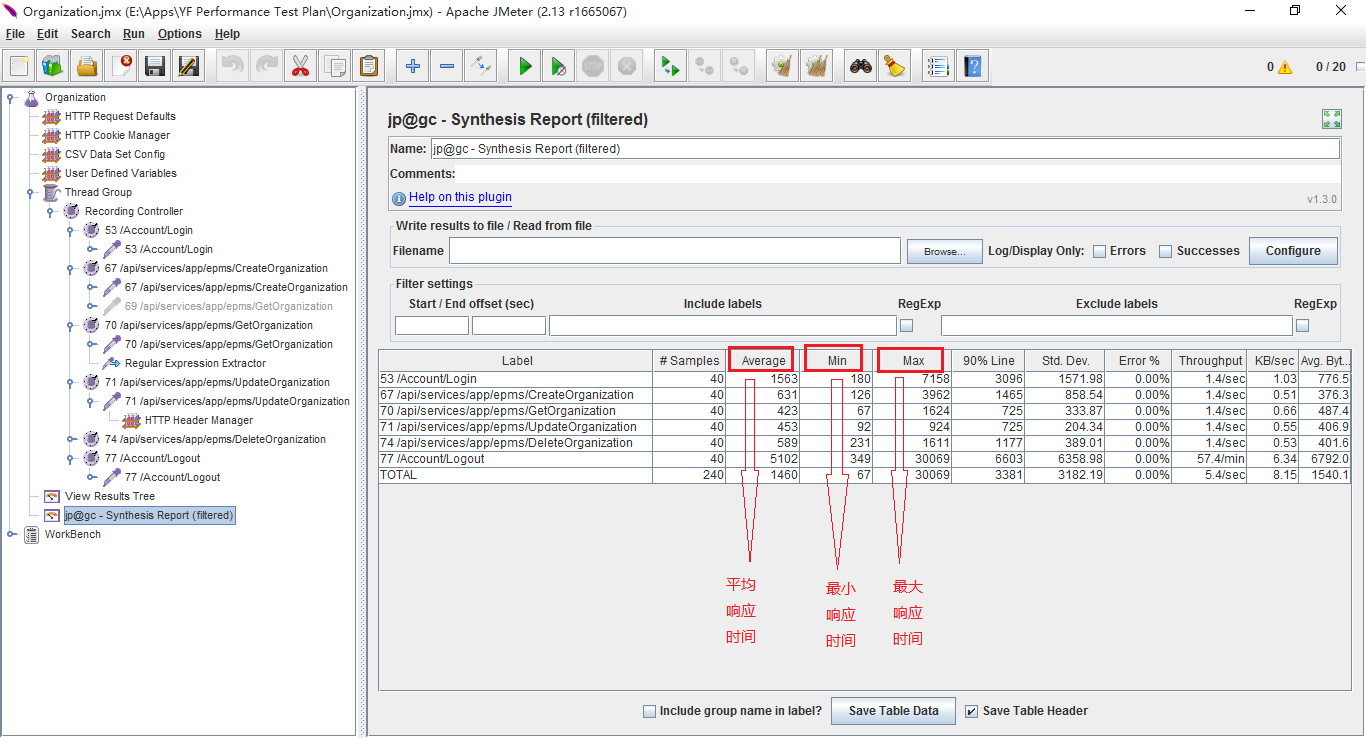 Organization.jmx (E:\Apps\YF Performance Test Plan\Organization.jmx) - Apache JMeter (2.13 r1665067)
File Edit Search Run Options Help
STOP
0 0 / 20
Organization
HTTP Request Defaults
HTTP Cookie Manager
CSV Data Set Config
User Defined Variables
Thread Group
Recording Controller
53 /Account/Login
53 /Account/Login
67 /api/services/app/epms/CreateOrganization
67 /api/services/app/epms/CreateOrganization
69 /api/services/app/epms/GetOrganization
70 /api/services/app/epms/GetOrganization
70 /api/services/app/epms/GetOrganization
Regular Expression Extractor
71 /api/services/app/epms/UpdateOrganization
71 /api/services/app/epms/UpdateOrganization
HTTP Header Manager
74 /api/services/app/epms/DeleteOrganization
77 /Account/Logout
77 /Account/Logout
View Results Tree
jp@gc - Synthesis Report (filtered)
WorkBench
jp@gc - Synthesis Report (filtered)
Name: jp@gc - Synthesis Report (filtered)
Comments:
Help on this plugin v1.3.0
Write results to file / Read from file
Filename Browse... Log/Display Only: Errors Successes Configure
Filter settings
Start / End offset (sec) Include labels RegExp Exclude labels RegExp
Label # Samples Average Min Max 90% Line Std. Dev. Error % Throughput KB/sec Avg. Byt...
53 /Account/Login 40 1563 180 7158 3096 1571.98 0.00% 1.4/sec 1.03 776.5
67 /api/services/app/epms/CreateOrganization 40 631 126 3962 1465 858.54 0.00% 1.4/sec 0.51 376.3
70 /api/services/app/epms/GetOrganization 40 423 67 1624 725 333.87 0.00% 1.4/sec 0.66 487.4
71 /api/services/app/epms/UpdateOrganization 40 453 92 924 725 204.34 0.00% 1.4/sec 0.55 406.9
74 /api/services/app/epms/DeleteOrganization 40 589 231 1611 1177 389.01 0.00% 1.4/sec 0.53 401.6
77 /Account/Logout 40 5102 349 30069 6603 6358.98 0.00% 57.4/min 6.34 6792.0
TOTAL 240 1460 67 30069 3381 3182.19 0.00% 5.4/sec 8.15 1540.1
平均
响应
时间
最小
响应
时间
最大
响应
时间
Include group name in label? Save Table Data Save Table Header